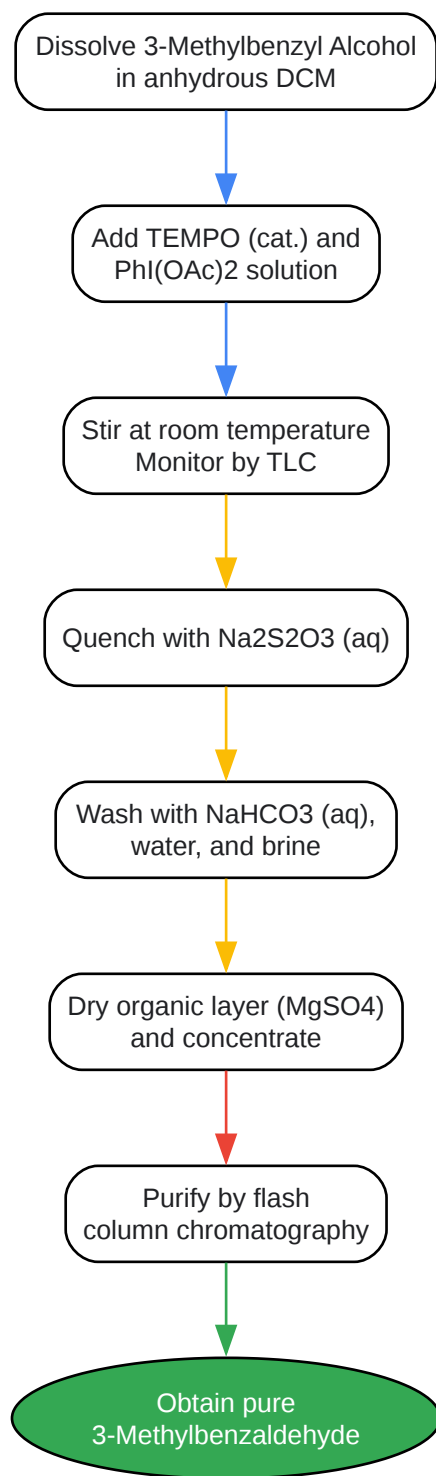 Dissolve 3-Methylbenzyl Alcohol
in anhydrous DCM
Add TEMPO (cat.) and
PhI(OAc)2 solution
Stir at room temperature
Monitor by TLC
Quench with Na2S2O3 (aq)
Wash with NaHCO3 (aq),
water, and brine
Dry organic layer (MgSO4)
and concentrate
Purify by flash
column chromatography
Obtain pure
3-Methylbenzaldehyde